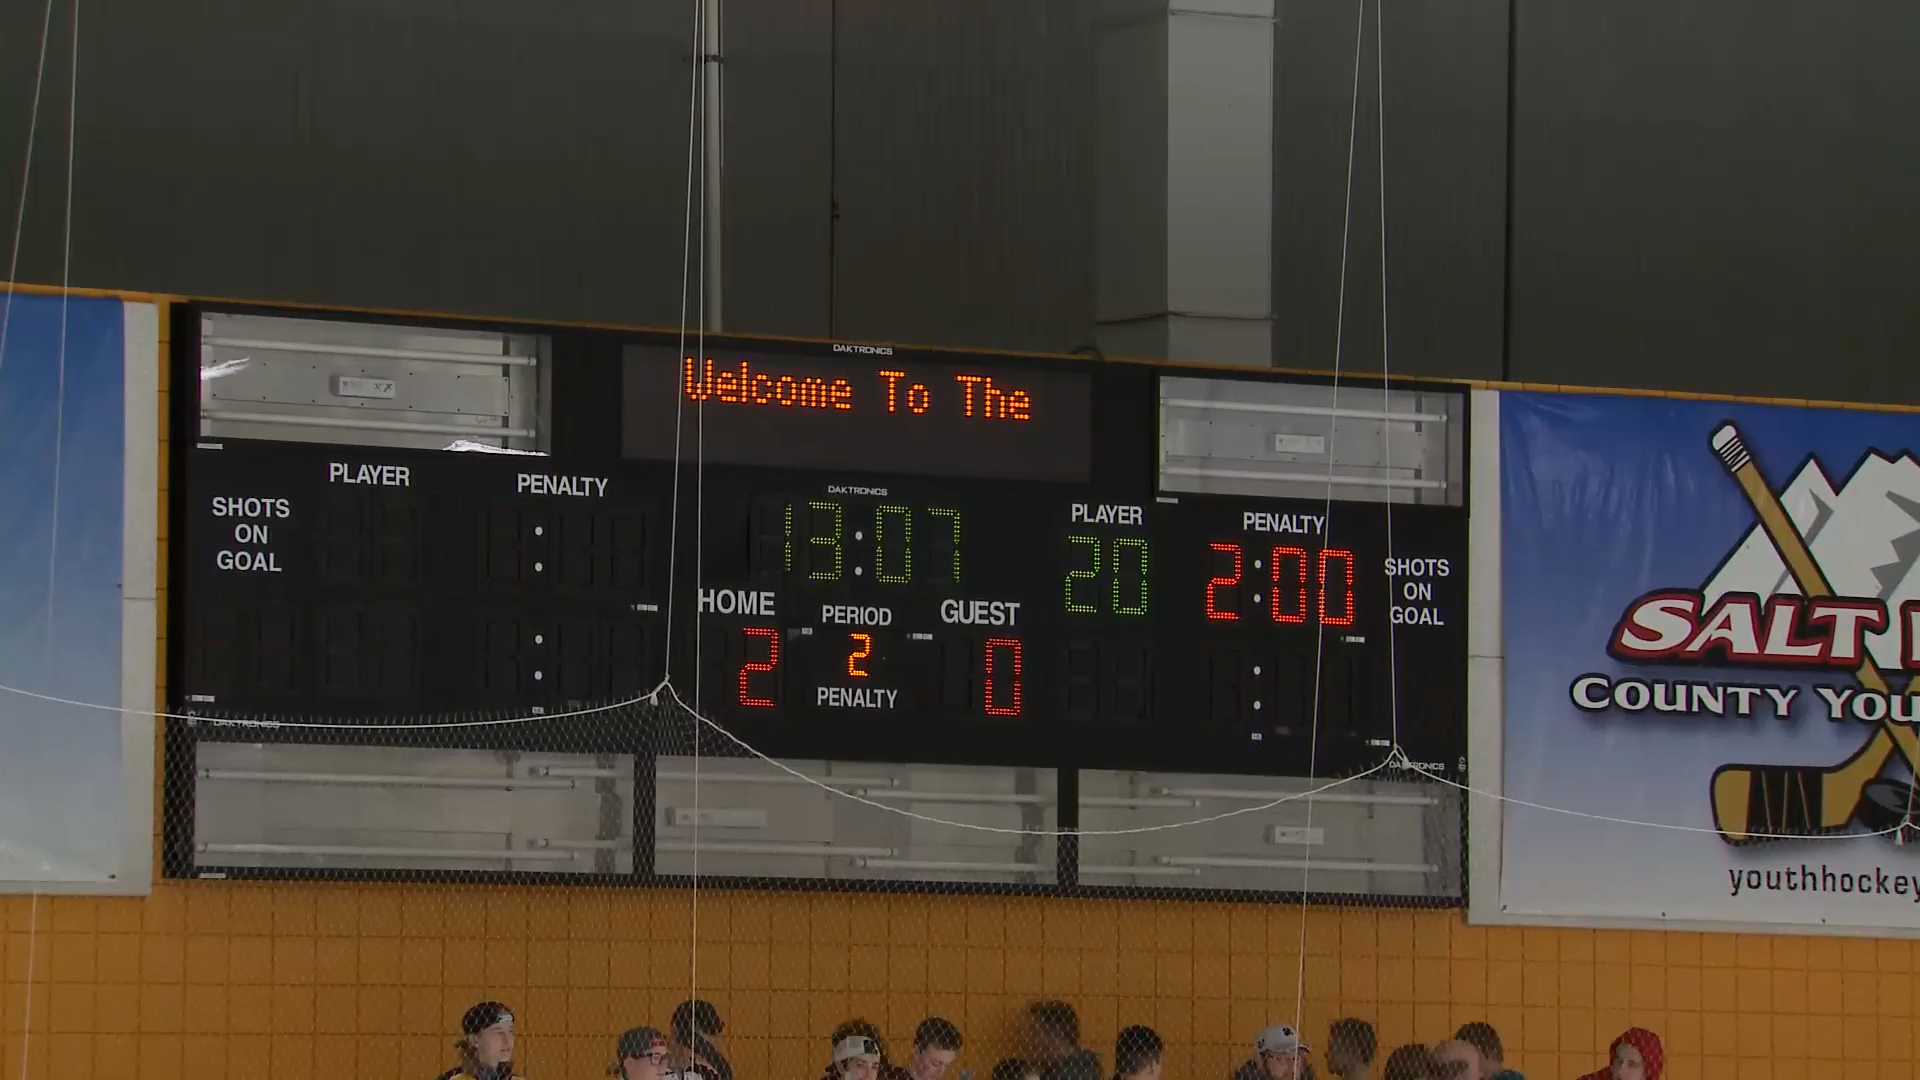 DAKTRONICS
Welcome To The
DAKTRONICS
PLAYER
PENALTY
SHOTS
ON
GOAL
13:07
PLAYER
20
PENALTY
2:00
SHOTS
ON
GOAL
HOME
2
PERIOD
2
PENALTY
GUEST
0
DAKTRONICS
DAKTRONICS
SALT
COUNTY YOU
youthhockey